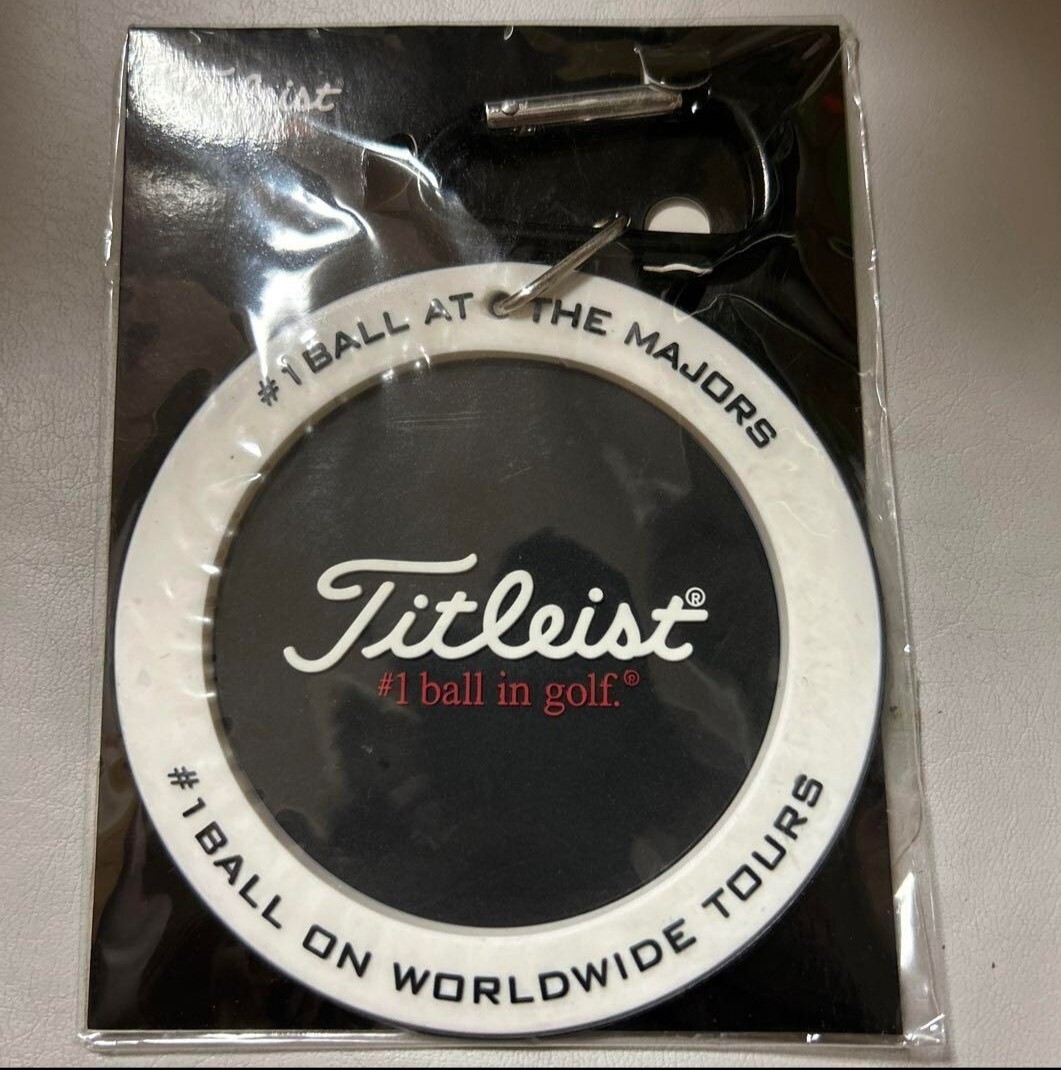 Titleist
#1 BALL AT THE MAJORS
Titleist®
#1 ball in golf.®
#1 BALL ON WORLDWIDE TOURS